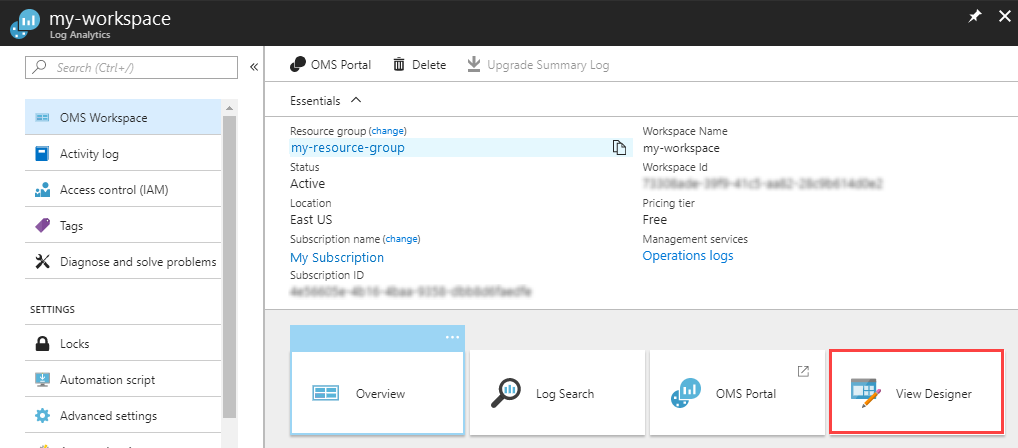 my-workspace
Log Analytics
Search (Ctrl+/)
OMS Workspace
Activity log
Access control (IAM)
Tags
Diagnose and solve problems
SETTINGS
Locks
Automation script
Advanced settings
OMS Portal
Delete
Upgrade Summary Log
Essentials
Resource group (change)
my-resource-group
Status
Active
Location
East US
Subscription name (change)
My Subscription
Subscription ID
Workspace Name
my-workspace
Workspace Id
Pricing tier
Free
Management services
Operations logs
Overview
Log Search
OMS Portal
View Designer